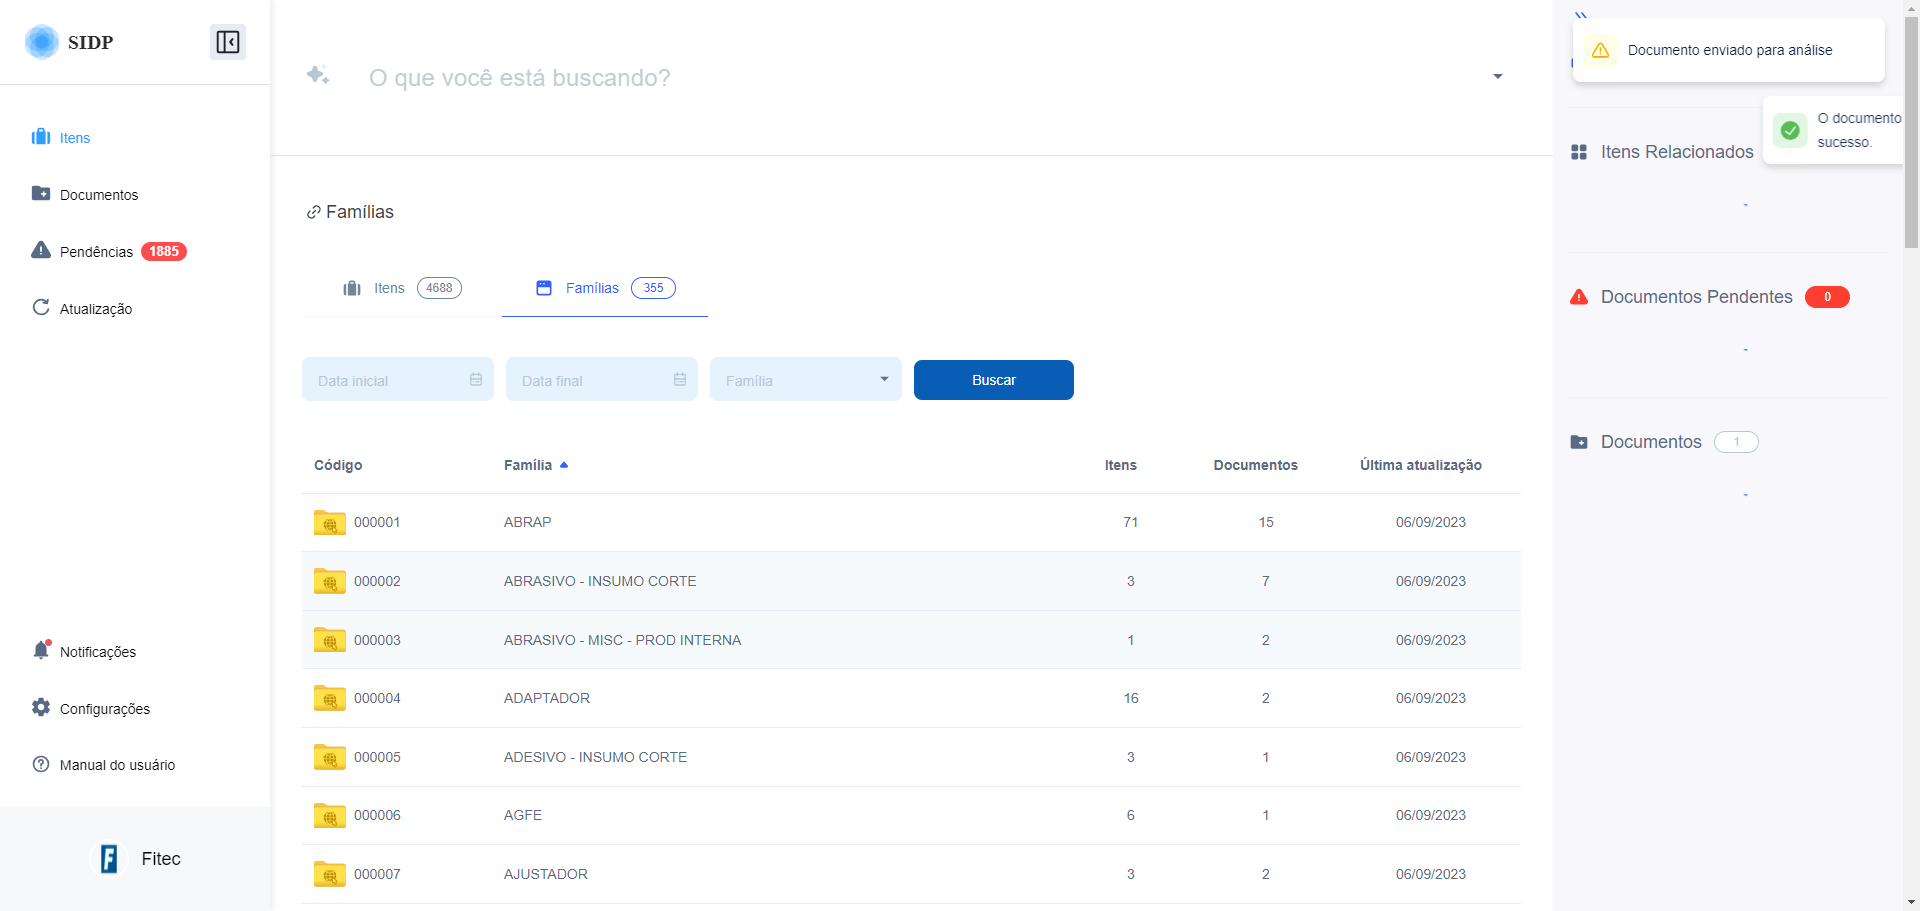 SIDP
Itens
Documentos
Pendências 1885
Atualização
Notificações
Configurações
Manual do usuário
Fitec
O que você está buscando?
Famílias
Itens 4688
Famílias 355
Data inicial
Data final
Família
Buscar
Código Família Itens Documentos Última atualização
000001 ABRAP 71 15 06/09/2023
000002 ABRASIVO - INSUMO CORTE 3 7 06/09/2023
000003 ABRASIVO - MISC - PROD INTERNA 1 2 06/09/2023
000004 ADAPTADOR 16 2 06/09/2023
000005 ADESIVO - INSUMO CORTE 3 1 06/09/2023
000006 AGFE 6 1 06/09/2023
000007 AJUSTADOR 3 2 06/09/2023
Documento enviado para análise
O documento
sucesso.
Itens Relacionados
-
Documentos Pendentes 0
-
Documentos 1
-